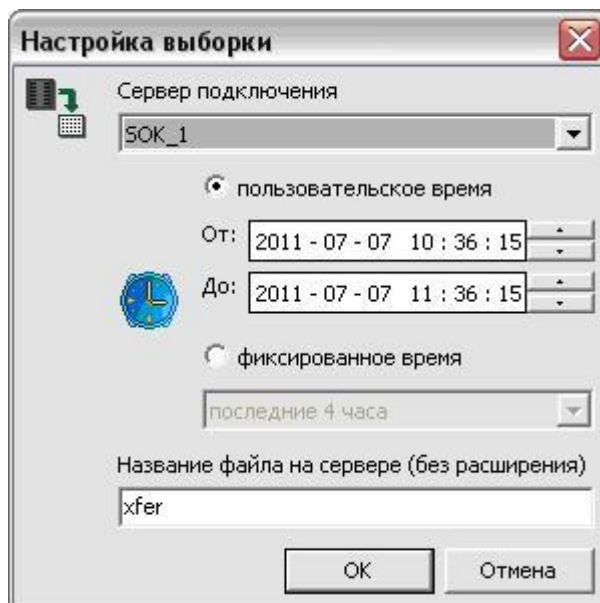 Настройка выборки
Сервер подключения
SOK_1
пользовательское время
От: 2011 - 07 - 07 10 : 36 : 15
До: 2011 - 07 - 07 11 : 36 : 15
фиксированное время
последние 4 часа
Название файла на сервере (без расширения)
xfer
OK Отмена